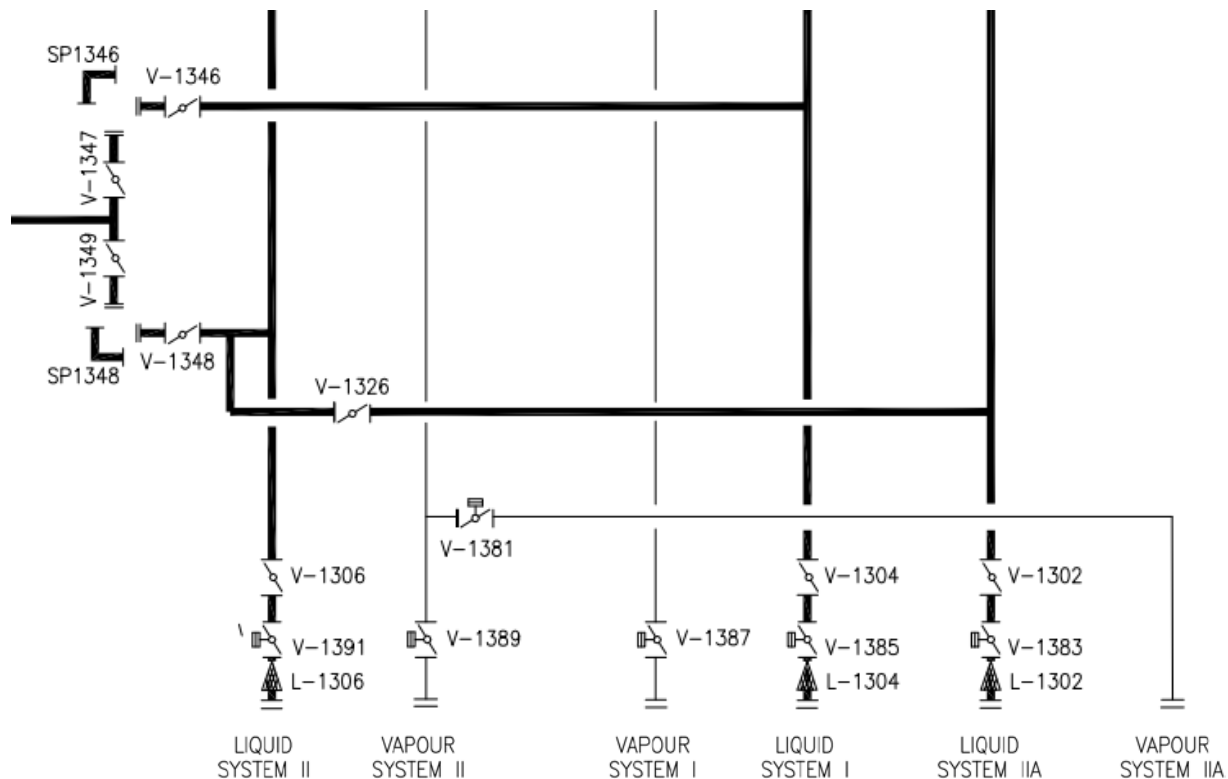 SP1346
V-1346
V-1347
V-1349
V-1348
SP1348
V-1326
V-1381
V-1306
V-1304
V-1302
V-1391
V-1389
V-1387
V-1385
V-1383
L-1306
L-1304
L-1302
LIQUID
SYSTEM II
VAPOUR
SYSTEM II
VAPOUR
SYSTEM I
LIQUID
SYSTEM I
LIQUID
SYSTEM IIA
VAPOUR
SYSTEM IIA